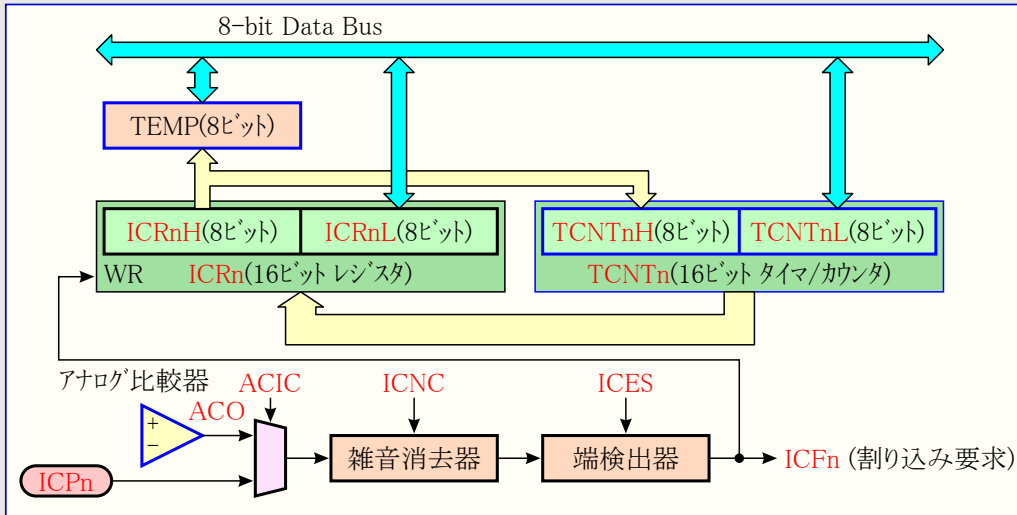 8-bit Data Bus
TEMP(8ﾋﾞｯﾄ)
ICRnH(8ﾋﾞｯﾄ) ICRnL(8ﾋﾞｯﾄ) TCNTnH(8ﾋﾞｯﾄ) TCNTnL(8ﾋﾞｯﾄ)
WR ICRn(16ﾋﾞｯﾄ ﾚｼﾞｽﾀ) TCNTn(16ﾋﾞｯﾄ ﾀｲﾏ/ｶｳﾝﾀ)
ｱﾅﾛｸﾞ比較器 ACIC ICNC ICES
ACO
+
−
雑音消去器 端検出器 ICFn (割り込み要求)
ICPn